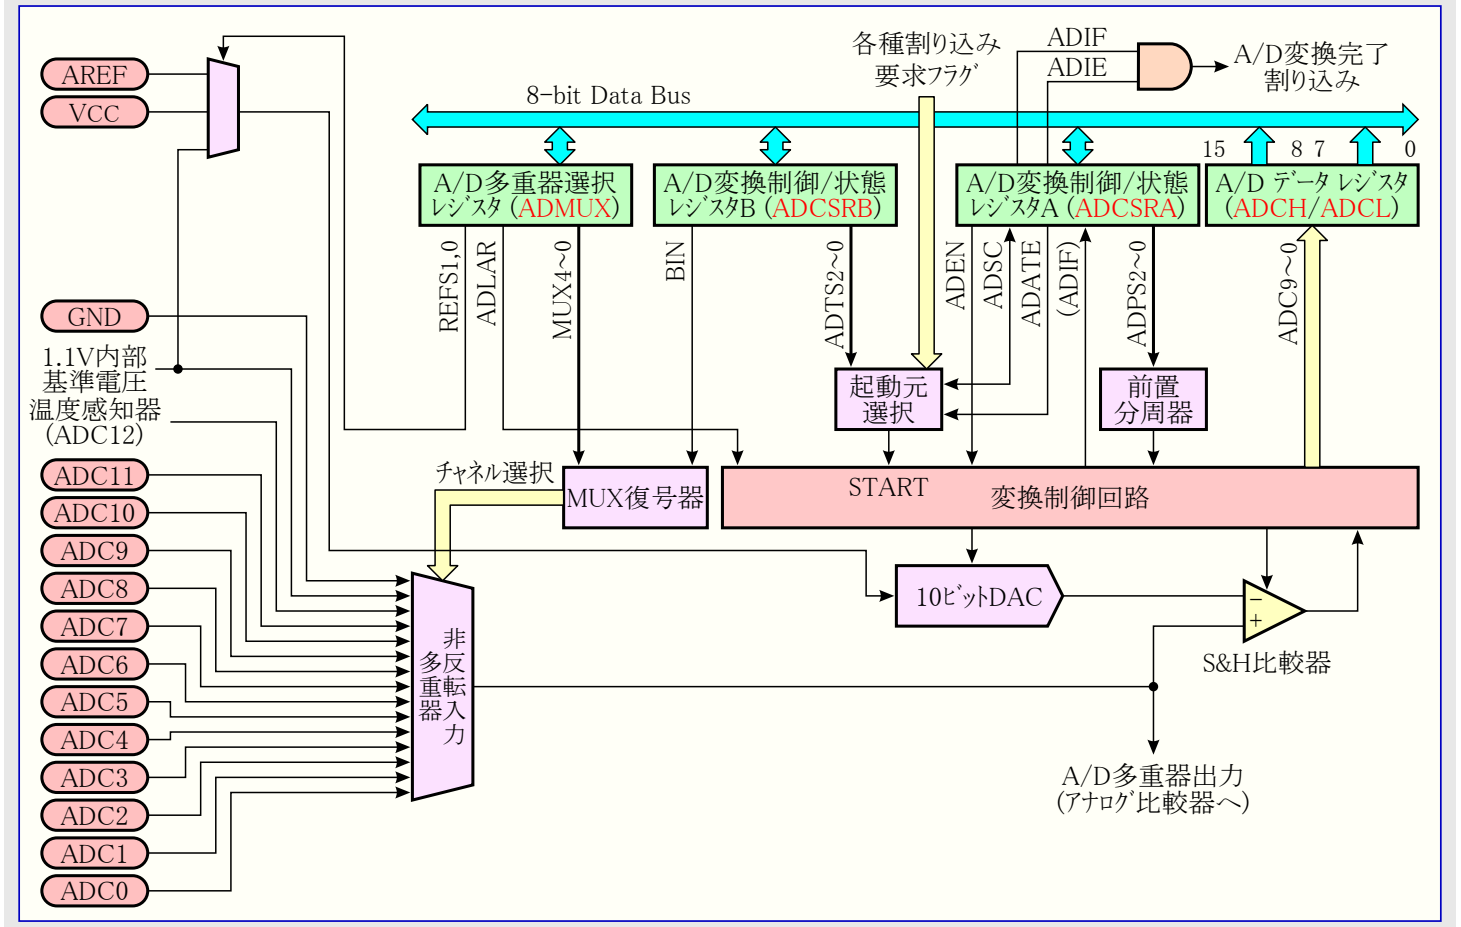 AREF
VCC
8-bit Data Bus
各種割り込み
要求フラグ
ADIF
ADIE
A/D変換完了
割り込み
15
8 7
0
A/D多重器選択
レジスタ (ADMUX)
A/D変換制御/状態
レジスタB (ADCSRB)
A/D変換制御/状態
レジスタA (ADCSRA)
A/D データ レジスタ
(ADCH/ADCL)
REFS1,0
ADLAR
MUX4~0
BIN
ADTS2~0
ADEN
ADSC
ADATE
(ADIF)
ADPS2~0
ADC9~0
GND
1.1V内部
基準電圧
温度感知器
(ADC12)
起動元
選択
前置
分周器
チャネル選択
MUX復号器
START
変換制御回路
ADC11
ADC10
ADC9
ADC8
ADC7
ADC6
ADC5
ADC4
ADC3
ADC2
ADC1
ADC0
非反転入力
多重器
10ビットDAC
−
+
S&H比較器
A/D多重器出力
(アナログ比較器へ)